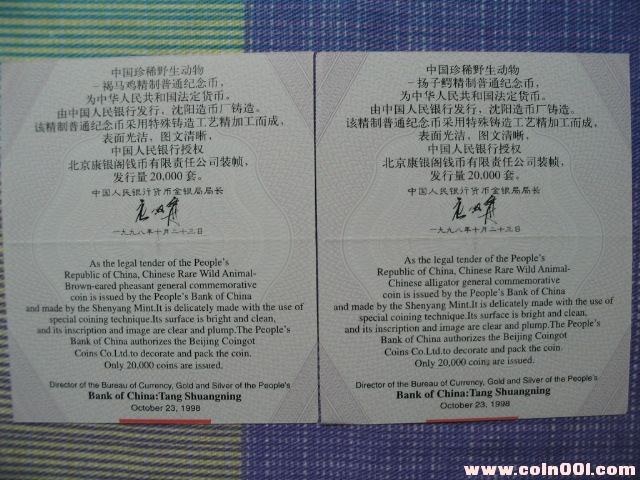 中国珍稀野生动物
－褐马鸡精制普通纪念币，
为中华人民共和国法定货币。
由中国人民银行发行，沈阳造币厂铸造。
该精制普通纪念币采用特殊铸造工艺精加工而成，
表面光洁、图文清晰，
中国人民银行授权
北京康银阁钱币有限责任公司装帧，
发行量 20,000 套。
中国人民银行货币金银局局长
一九九八年十月二十三日
As the legal tender of the People's
Republic of China, Chinese Rare Wild Animal-
Brown-eared pheasant general commemorative
coin is issued by the People's Bank of China
and made by the Shenyang Mint.It is delicately made with the use of
special coining technique.Its surface is bright and clean,
and its inscription and image are clear and plump.The People's
Bank of China authorizes the Beijing Coingot
Coins Co.Ltd.to decorate and pack the coin.
Only 20,000 coins are issued.
Director of the Bureau of Currency, Gold and Silver of the People's
Bank of China:Tang Shuangning
October 23, 1998
中国珍稀野生动物
－扬子鳄精制普通纪念币，
为中华人民共和国法定货币。
由中国人民银行发行，沈阳造币厂铸造。
该精制普通纪念币采用特殊铸造工艺精加工而成，
表面光洁、图文清晰，
中国人民银行授权
北京康银阁钱币有限责任公司装帧，
发行量 20,000 套。
中国人民银行货币金银局局长
一九九八年十月二十三日
As the legal tender of the People's
Republic of China, Chinese Rare Wild Animal-
Chinese alligator general commemorative
coin is issued by the People's Bank of China
and made by the Shenyang Mint.It is delicately made with the use of
special coining technique.Its surface is bright and clean,
and its inscription and image are clear and plump.The People's
Bank of China authorizes the Beijing Coingot
Coins Co.Ltd.to decorate and pack the coin.
Only 20,000 coins are issued.
Director of the Bureau of Currency, Gold and Silver of the People's
Bank of China:Tang Shuangning
October 23, 1998
www.coin001.com